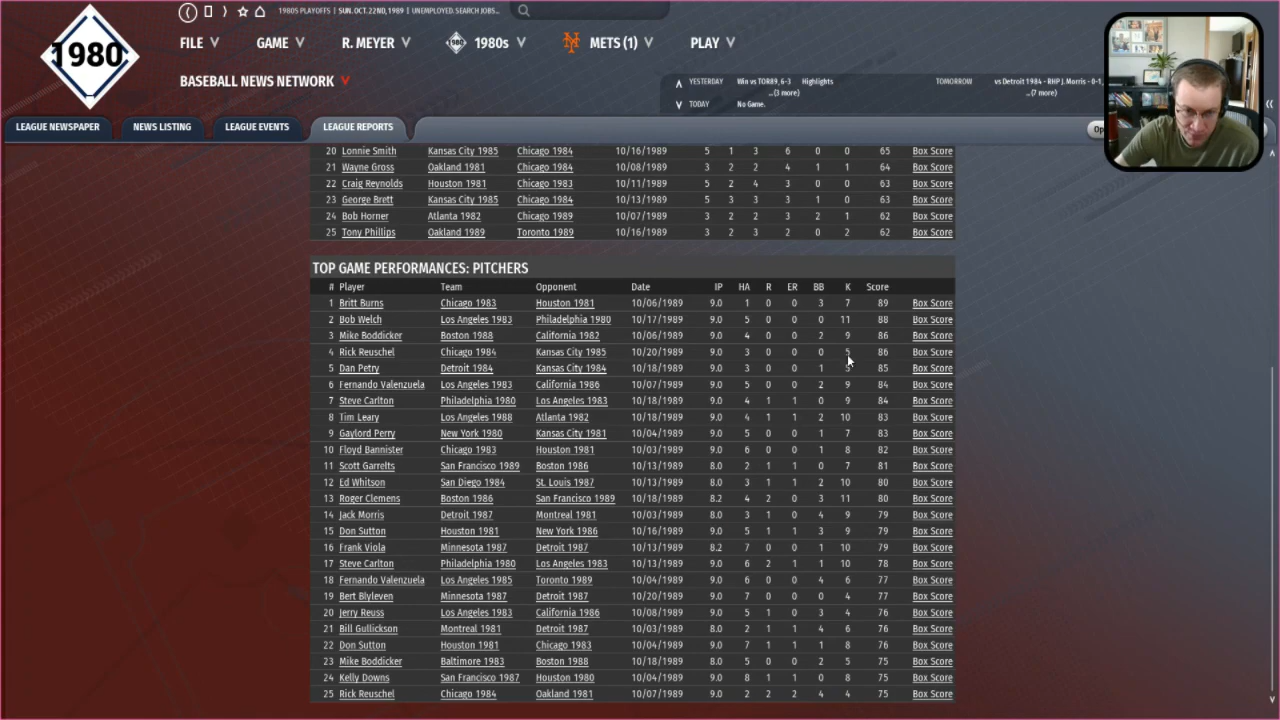 1980S PLAYOFFS | SUN. OCT. 22ND, 1989 | UNEMPLOYED. SEARCH JOBS...
1980
FILE GAME R. MEYER 1980s METS (1) PLAY
BASEBALL NEWS NETWORK
YESTERDAY Win vs TOR89, 6-3 Highlights TOMORROW vs Detroit 1984 - RHP J. Morris - 0-1,
...(3 more) ...(7 more)
TODAY No Game.
LEAGUE NEWSPAPER NEWS LISTING LEAGUE EVENTS LEAGUE REPORTS
20 Lonnie Smith Kansas City 1985 Chicago 1984 10/16/1989 5 1 3 6 0 0 65 Box Score
21 Wayne Gross Oakland 1981 Chicago 1984 10/08/1989 3 2 2 4 1 1 64 Box Score
22 Craig Reynolds Houston 1981 Chicago 1983 10/11/1989 5 2 4 3 0 0 63 Box Score
23 George Brett Kansas City 1985 Chicago 1984 10/13/1989 5 3 3 3 1 0 63 Box Score
24 Bob Horner Atlanta 1982 Chicago 1989 10/07/1989 3 2 2 3 2 1 62 Box Score
25 Tony Phillips Oakland 1989 Toronto 1989 10/16/1989 3 2 3 2 0 2 62 Box Score
TOP GAME PERFORMANCES: PITCHERS
# Player Team Opponent Date IP HA R ER BB K Score
1 Britt Burns Chicago 1983 Houston 1981 10/06/1989 9.0 1 0 0 3 7 89 Box Score
2 Bob Welch Los Angeles 1983 Philadelphia 1980 10/17/1989 9.0 5 0 0 0 11 88 Box Score
3 Mike Boddicker Boston 1988 California 1982 10/06/1989 9.0 4 0 0 2 9 86 Box Score
4 Rick Reuschel Chicago 1984 Kansas City 1985 10/20/1989 9.0 3 0 0 0 5 86 Box Score
5 Dan Petry Detroit 1984 Kansas City 1984 10/18/1989 9.0 3 0 0 1 85 Box Score
6 Fernando Valenzuela Los Angeles 1983 California 1986 10/07/1989 9.0 5 0 0 2 9 84 Box Score
7 Steve Carlton Philadelphia 1980 Los Angeles 1983 10/18/1989 9.0 4 1 1 0 9 84 Box Score
8 Tim Leary Los Angeles 1988 Atlanta 1982 10/18/1989 9.0 4 1 1 2 10 83 Box Score
9 Gaylord Perry New York 1980 Kansas City 1981 10/04/1989 9.0 5 0 0 1 7 83 Box Score
10 Floyd Bannister Chicago 1983 Houston 1981 10/03/1989 9.0 6 0 0 1 8 82 Box Score
11 Scott Garrelts San Francisco 1989 Boston 1986 10/13/1989 8.0 2 1 1 0 7 81 Box Score
12 Ed Whitson San Diego 1984 St. Louis 1987 10/13/1989 8.0 3 1 1 2 10 80 Box Score
13 Roger Clemens Boston 1986 San Francisco 1989 10/18/1989 8.2 4 2 0 3 11 80 Box Score
14 Jack Morris Detroit 1987 Montreal 1981 10/03/1989 8.0 3 1 0 4 9 79 Box Score
15 Don Sutton Houston 1981 New York 1986 10/16/1989 9.0 5 1 1 3 9 79 Box Score
16 Frank Viola Minnesota 1987 Detroit 1987 10/13/1989 8.2 7 0 0 1 10 79 Box Score
17 Steve Carlton Philadelphia 1980 Los Angeles 1983 10/13/1989 9.0 6 2 1 1 10 78 Box Score
18 Fernando Valenzuela Los Angeles 1985 Toronto 1989 10/04/1989 9.0 6 0 0 4 6 77 Box Score
19 Bert Blyleven Minnesota 1987 Detroit 1987 10/20/1989 9.0 7 0 0 0 4 77 Box Score
20 Jerry Reuss Los Angeles 1983 California 1986 10/08/1989 9.0 5 1 0 3 4 76 Box Score
21 Bill Gullickson Montreal 1981 Detroit 1987 10/03/1989 8.0 2 1 1 4 6 76 Box Score
22 Don Sutton Houston 1981 Chicago 1983 10/04/1989 9.0 7 1 1 1 8 76 Box Score
23 Mike Boddicker Baltimore 1983 Boston 1988 10/18/1989 8.0 5 0 0 2 5 75 Box Score
24 Kelly Downs San Francisco 1987 Houston 1980 10/04/1989 9.0 8 1 1 0 8 75 Box Score
25 Rick Reuschel Chicago 1984 Oakland 1981 10/07/1989 9.0 2 2 2 4 4 75 Box Score